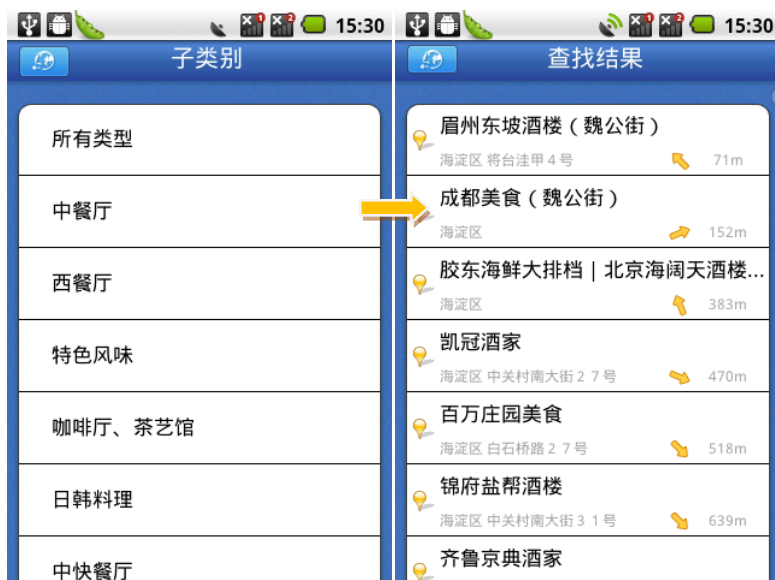 15:30
子类别
所有类型
中餐厅
西餐厅
特色风味
咖啡厅、茶艺馆
日韩料理
中快餐厅
15:30
查找结果
眉州东坡酒楼（魏公街）
海淀区 将台洼甲4号 71m
成都美食（魏公街）
海淀区 152m
胶东海鲜大排档 | 北京海阔天酒楼...
海淀区 383m
凯冠酒家
海淀区 中关村南大街27号 470m
百万庄园美食
海淀区 白石桥路27号 518m
锦府盐帮酒楼
海淀区 中关村南大街31号 639m
齐鲁京典酒家